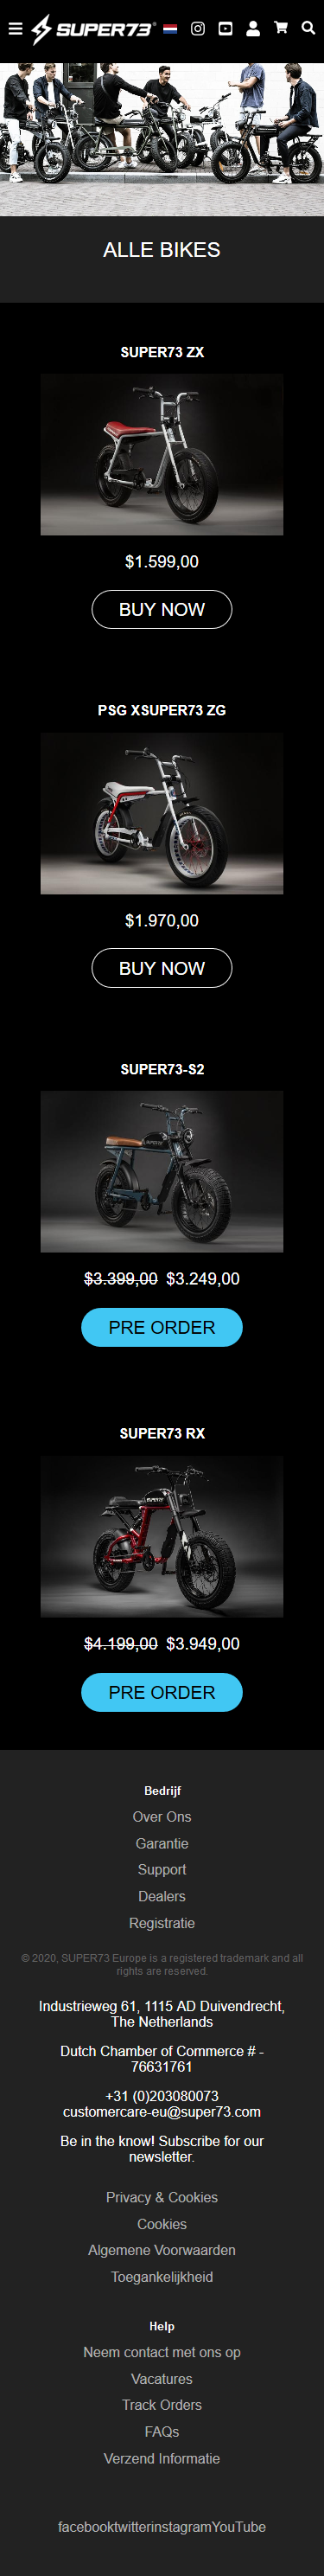 SUPER73
ALLE BIKES
SUPER73 ZX
$1.599,00
BUY NOW
PSG XSUPER73 ZG
$1.970,00
BUY NOW
SUPER73-S2
SUPER73
$3.399,00 $3.249,00
PRE ORDER
SUPER73 RX
SUPER73
$4.199,00 $3.949,00
PRE ORDER
Bedrijf
Over Ons
Garantie
Support
Dealers
Registratie
© 2020, SUPER73 Europe is a registered trademark and all
rights are reserved.
Industrieweg 61, 1115 AD Duivendrecht,
The Netherlands
Dutch Chamber of Commerce # -
76631761
+31 (0)203080073
customercare-eu@super73.com
Be in the know! Subscribe for our
newsletter.
Privacy & Cookies
Cookies
Algemene Voorwaarden
Toegankelijkheid
Help
Neem contact met ons op
Vacatures
Track Orders
FAQs
Verzend Informatie
facebooktwitterinstagramYouTube